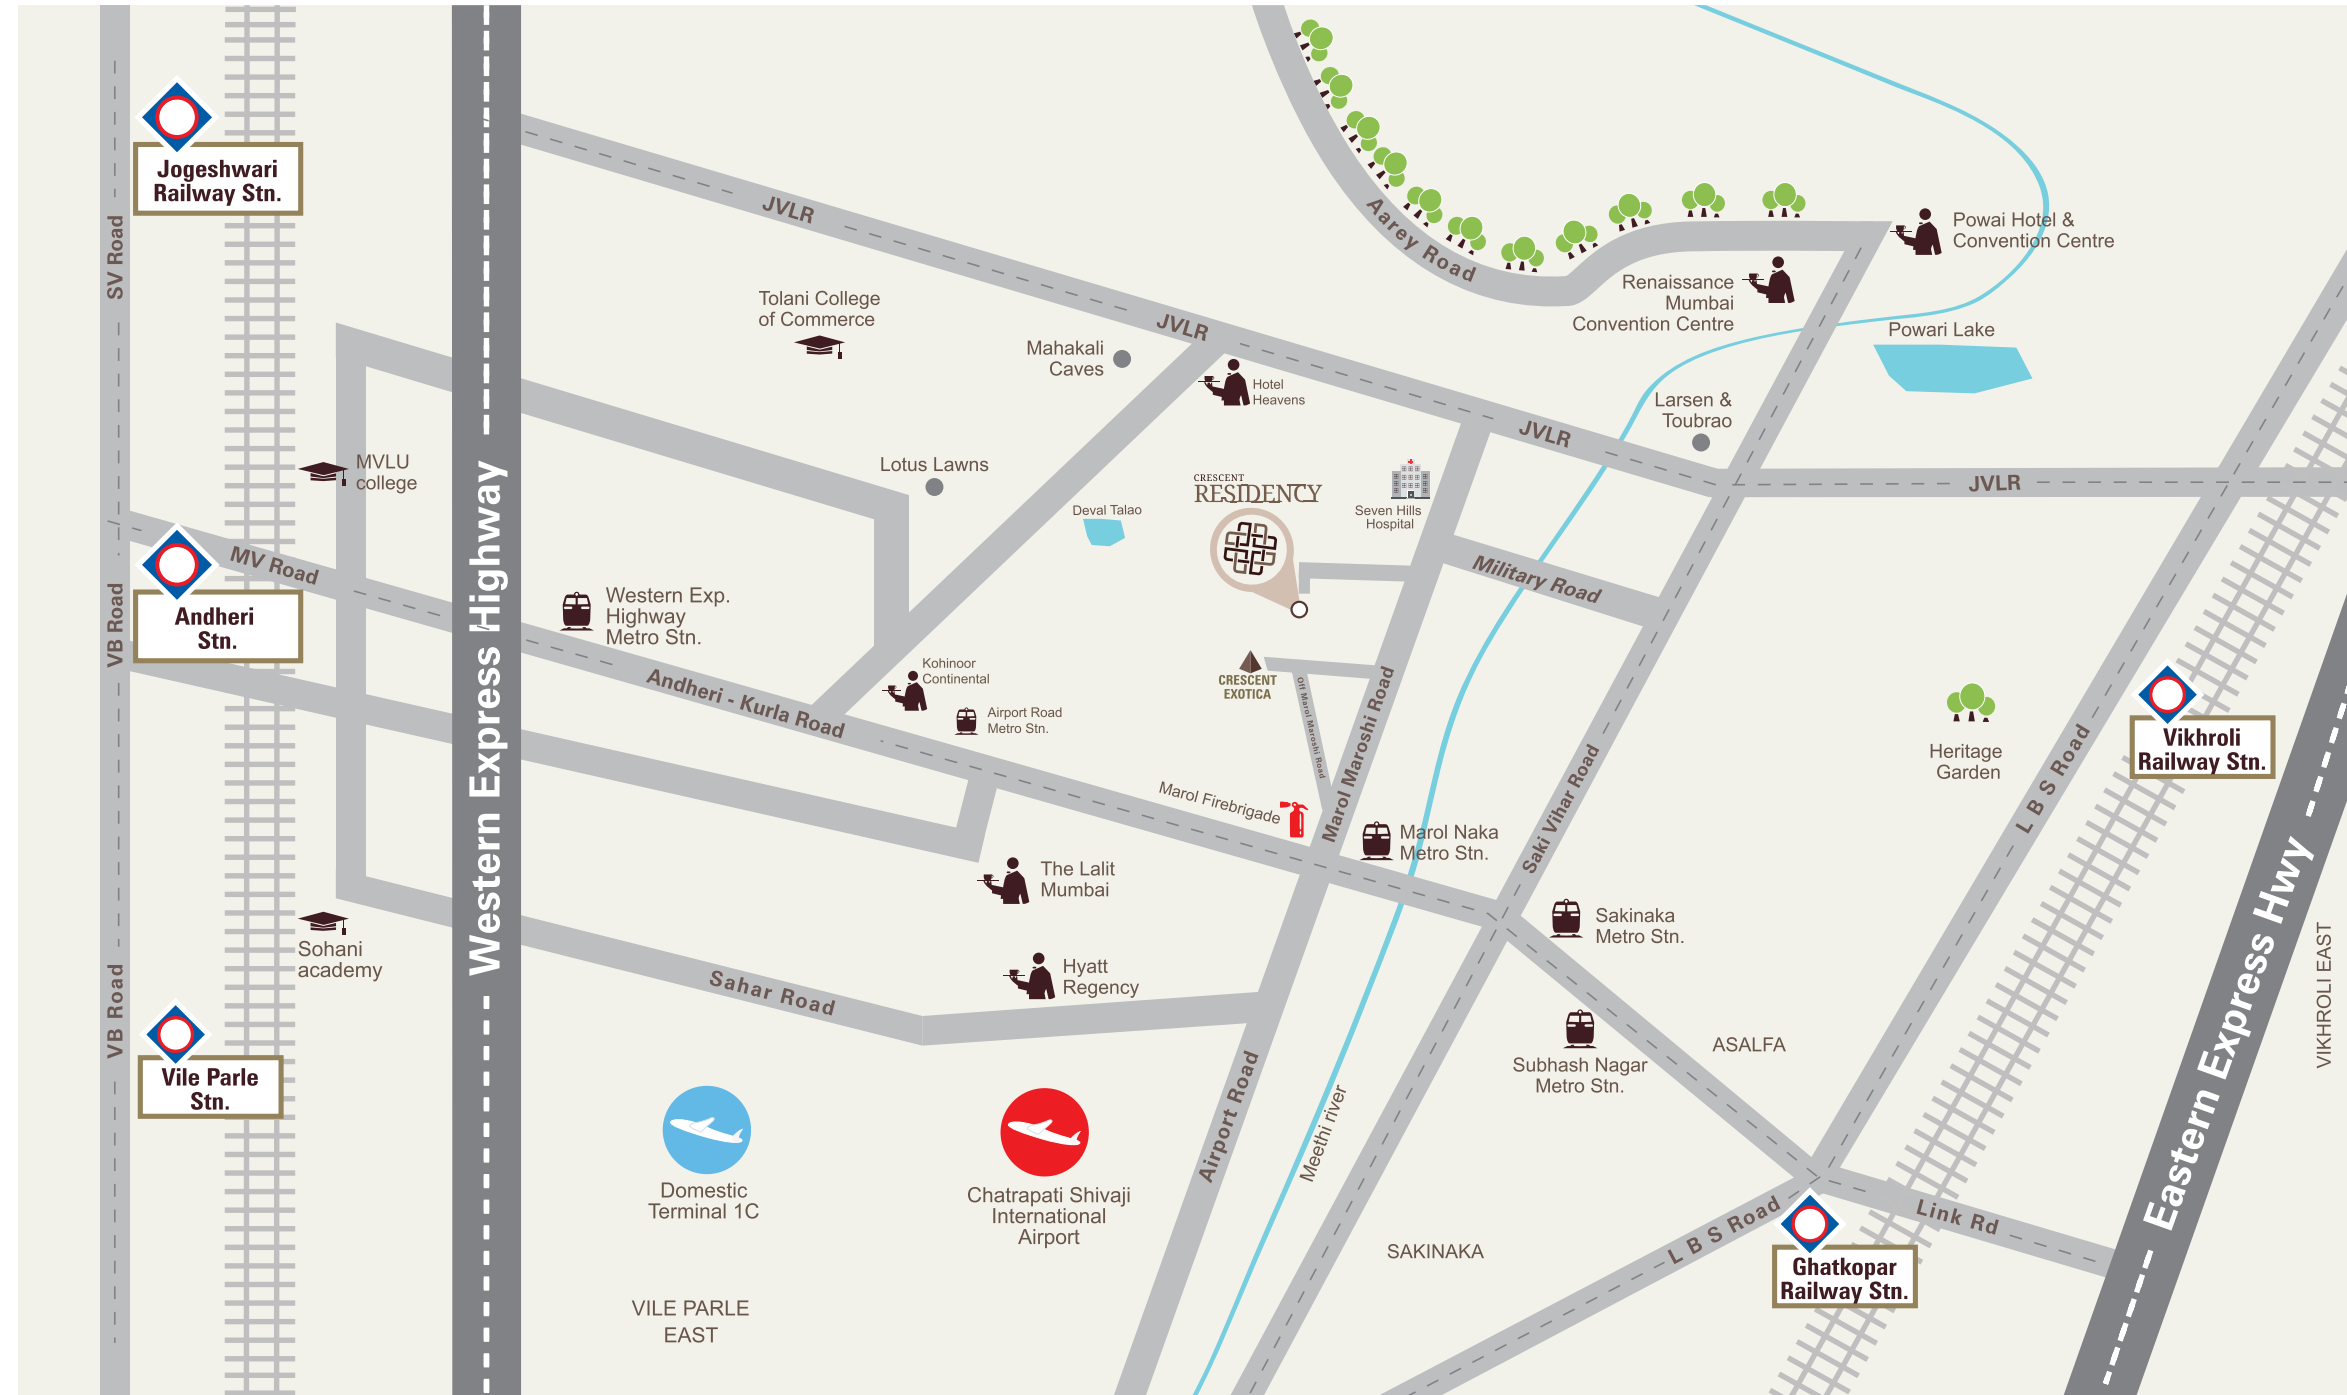 Jogeshwari
Railway Stn.
SV Road
JVLR
Aarey Road
Powai Hotel &
Convention Centre
Renaissance
Mumbai
Convention Centre
Powari Lake
Tolani College
of Commerce
JVLR
Mahakali
Caves
Hotel
Heavens
Larsen &
Toubrao
JVLR
JVLR
MVLU
college
Lotus Lawns
CRESCENT
RESIDENCY
Seven Hills
Hospital
Deval Talao
MV Road
Military Road
Andheri
Stn.
VB Road
Western Express Highway
Western Exp.
Highway
Metro Stn.
Kohinoor
Continental
Andheri - Kurla Road
Airport Road
Metro Stn.
CRESCENT
EXOTICA
Off Marol Maroshi Road
Marol Maroshi Road
Marol Firebrigade
Marol Naka
Metro Stn.
Saki Vihar Road
Heritage
Garden
L B S Road
Vikhroli
Railway Stn.
The Lalit
Mumbai
Sakinaka
Metro Stn.
Sohani
academy
Sahar Road
Hyatt
Regency
VB Road
Vile Parle
Stn.
Subhash Nagar
Metro Stn.
ASALFA
Eastern Express Hwy
VIKHROLI EAST
Airport Road
Meethi river
Domestic
Terminal 1C
Chatrapati Shivaji
International
Airport
SAKINAKA
L B S Road
Link Rd
Ghatkopar
Railway Stn.
VILE PARLE
EAST